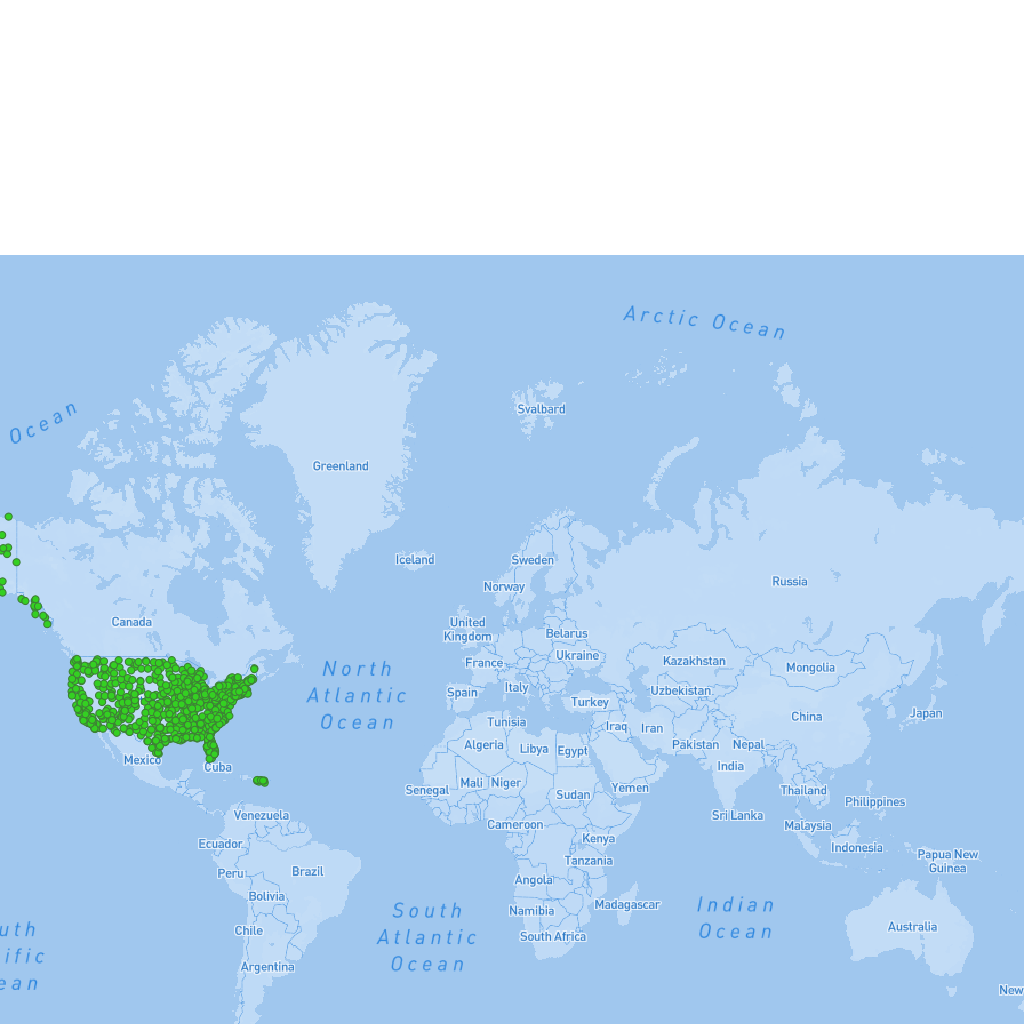 Arctic Ocean
Ocean
Svalbard
Greenland
Iceland
Sweden
Norway
Russia
Canada
United
Kingdom
Belarus
Ukraine
France
Kazakhstan
Mongolia
North
Atlantic
Ocean
Spain
Italy
Uzbekistan
Turkey
China
Japan
Tunisia
Iraq
Iran
Algeria
Libya
Egypt
Pakistan
Nepal
Mexico
Cuba
India
Senegal
Mali
Niger
Sudan
Yemen
Thailand
Philippines
Venezuela
Sri Lanka
Cameroon
Malaysia
Ecuador
Kenya
Indonesia
Papua New
Guinea
Peru
Brazil
Tanzania
Angola
Bolivia
Madagascar
Namibia
South
Atlantic
Ocean
Indian
Ocean
Chile
South Africa
Australia
Argentina
uth
ific
ean
New